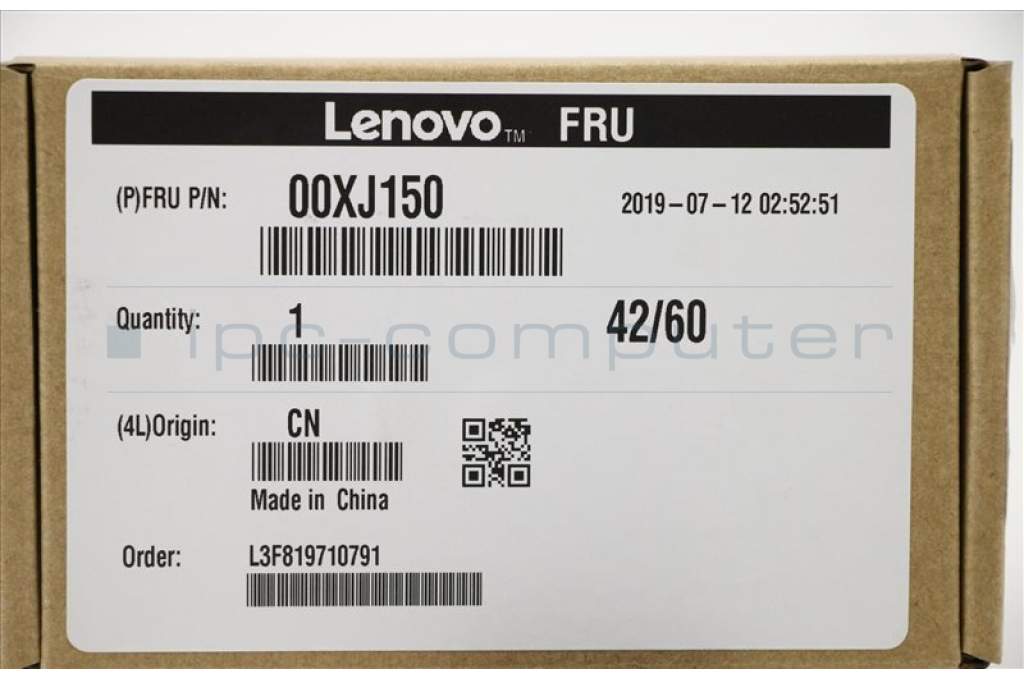 Lenovo™ FRU
(P)FRU P/N: 00XJ150 2019-07-12 02:52:51
Quantity: 1 42/60
ipc-computer
(4L)Origin: CN
Made in China
Order: L3F819710791